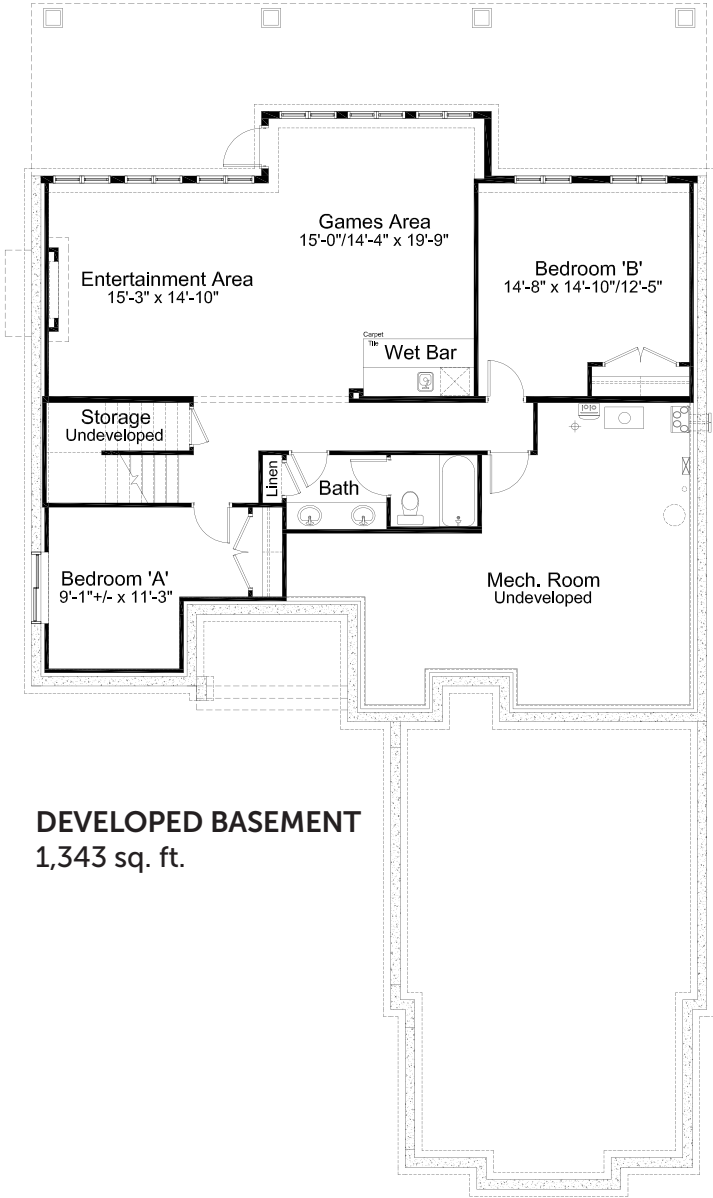 Games Area
15'-0"/14'-4" x 19'-9"
Entertainment Area
15'-3" x 14'-10"
Bedroom 'B'
14'-8" x 14'-10"/12'-5"
Carpet
Tile
Wet Bar
Storage
Undeveloped
Linen
Bath
Bedroom 'A'
9'-1"+/- x 11'-3"
Mech. Room
Undeveloped
DEVELOPED BASEMENT
1,343 sq. ft.